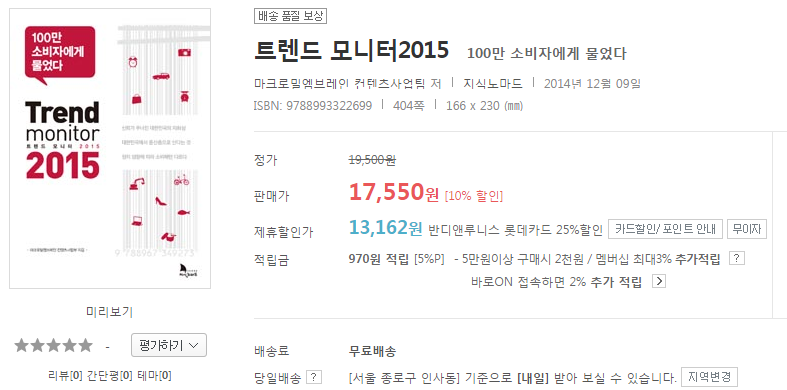 배송 품질 보상
트렌드 모니터2015 100만 소비자에게 물었다
마크로밀엠브레인 컨텐츠사업팀 저 | 지식노마드 | 2014년 12월 09일
ISBN: 9788993322699 | 404쪽 | 166 x 230 (㎜)
100만
소비자에게
물었다
Trend
monitor
트렌드 모니터 2015
2015
9 788967 349273
미리보기
- 평가하기
리뷰[0] 간단평[0] 테마[0]
정가 19,500원
판매가 17,550원 [10% 할인]
제휴할인가 13,162원 반디앤루니스 롯데카드 25%할인 카드할인/포인트 안내 무이자
적립금 970원 적립 [5%P] - 5만원이상 구매시 2천원 / 멤버십 최대3% 추가적립 ?
바로ON 접속하면 2% 추가 적립 >
배송료 무료배송
당일배송 ? [서울 종로구 인사동] 기준으로 [내일] 받아 보실 수 있습니다. 지역변경